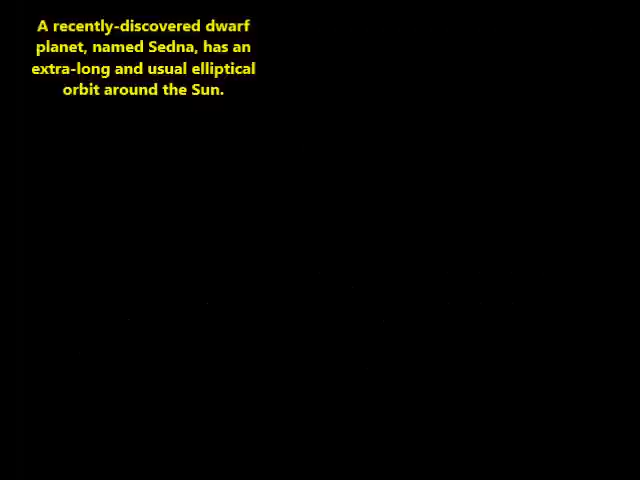 A recently-discovered dwarf
planet, named Sedna, has an
extra-long and usual elliptical
orbit around the Sun.